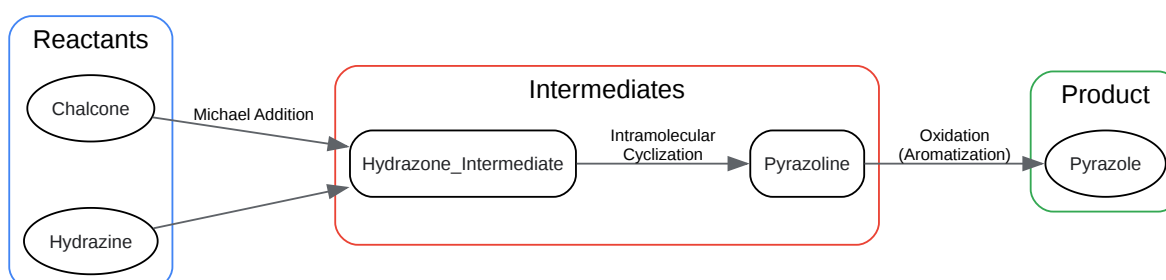 Reactants
Chalcone
Hydrazine
Michael Addition
Intermediates
Hydrazone_Intermediate
Intramolecular
Cyclization
Pyrazoline
Oxidation
(Aromatization)
Product
Pyrazole